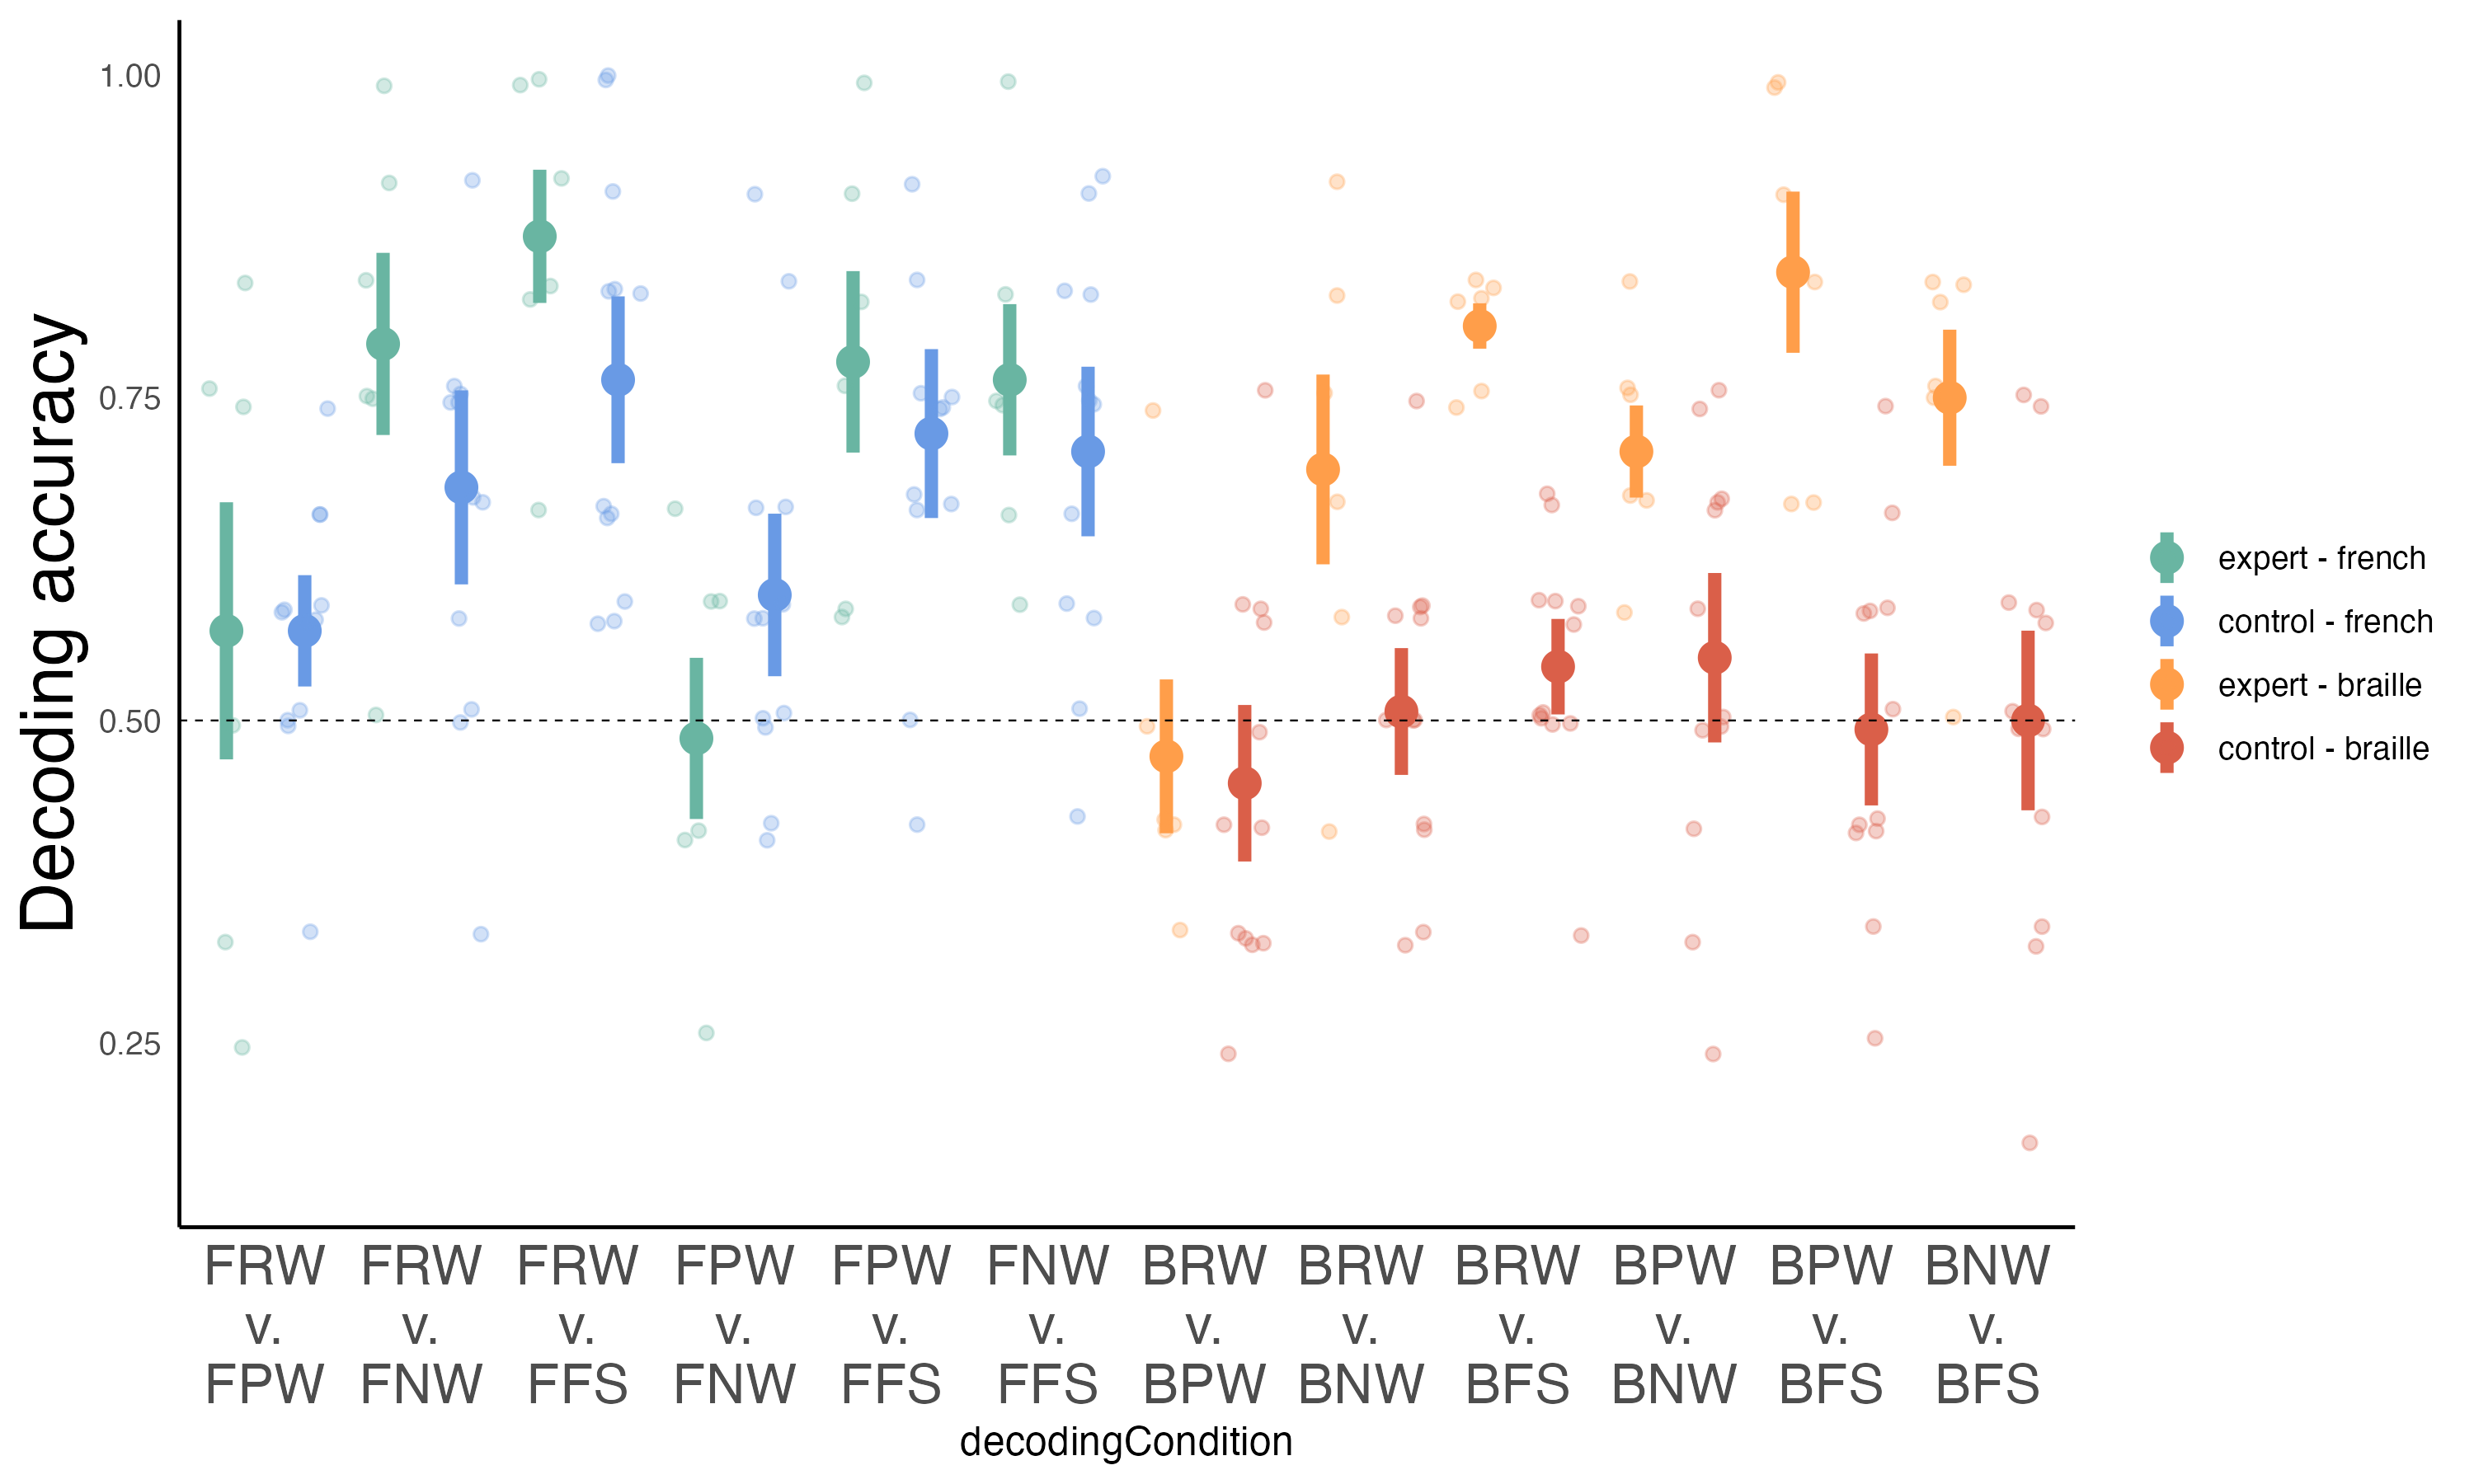 Decoding accuracy
1.00
0.75
0.50
0.25
FRW v. FPW
FRW v. FNW
FRW v. FFS
FPW v. FNW
FPW v. FFS
FNW v. FFS
BRW v. BPW
BRW v. BNW
BRW v. BFS
BPW v. BNW
BPW v. BFS
BNW v. BFS
decodingCondition
expert - french
control - french
expert - braille
control - braille